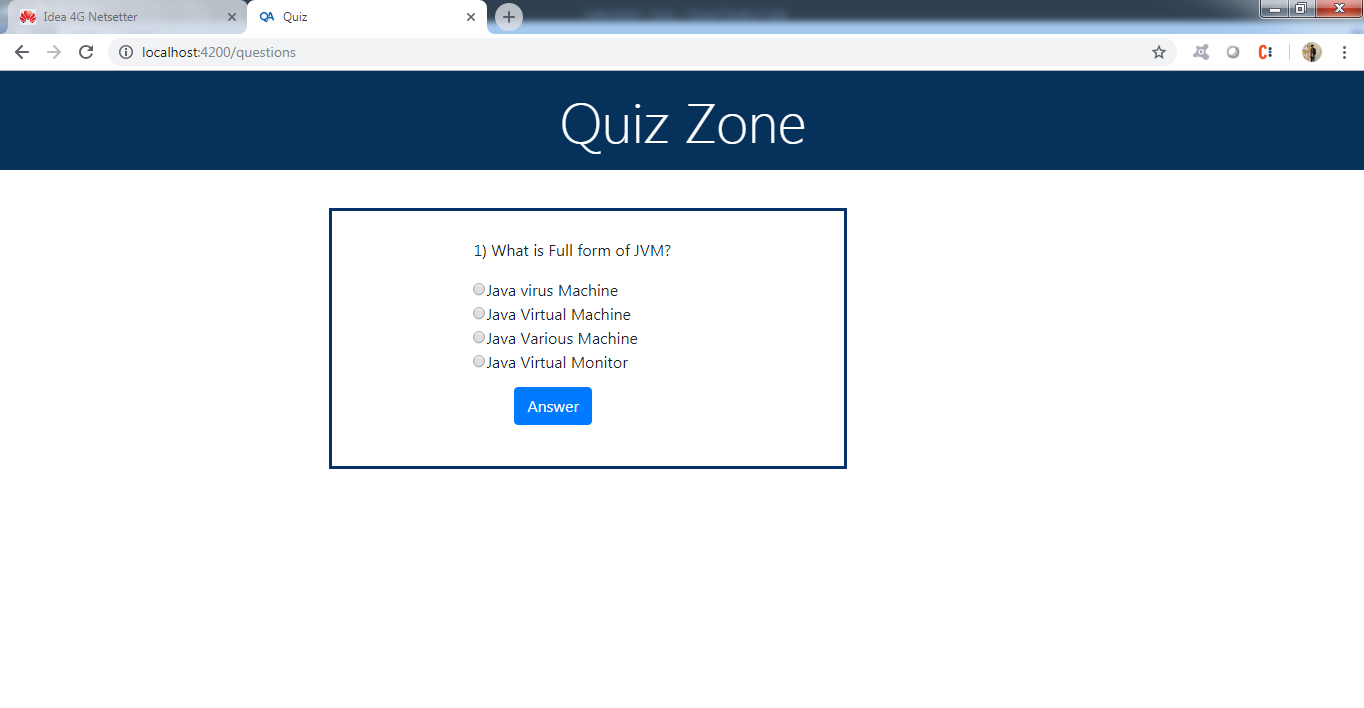 Idea 4G Netsetter
QA Quiz
localhost:4200/questions
Quiz Zone
1) What is Full form of JVM?
Java virus Machine
Java Virtual Machine
Java Various Machine
Java Virtual Monitor
Answer